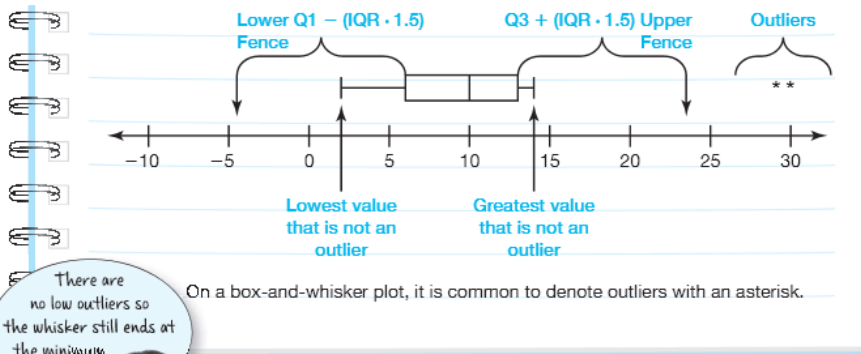 Lower Q1 − (IQR · 1.5)
Fence
Q3 + (IQR · 1.5) Upper
Fence
Outliers
* *
−10 −5 0 5 10 15 20 25 30
Lowest value
that is not an
outlier
Greatest value
that is not an
outlier
There are
no low outliers so
the whisker still ends at
the minimum
On a box-and-whisker plot, it is common to denote outliers with an asterisk.